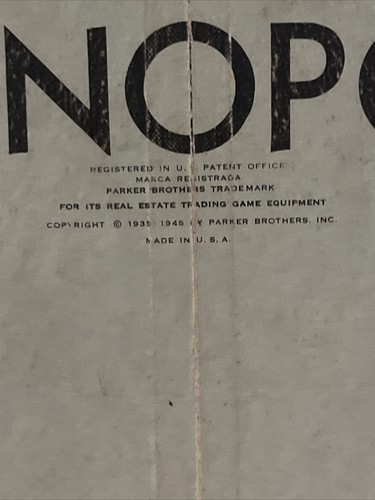 NOPO
REGISTERED IN U. S. PATENT OFFICE
MARCA REGISTRADA
PARKER BROTHERS TRADEMARK
FOR ITS REAL ESTATE TRADING GAME EQUIPMENT
COPYRIGHT © 1935 1946 BY PARKER BROTHERS, INC.
MADE IN U. S. A.